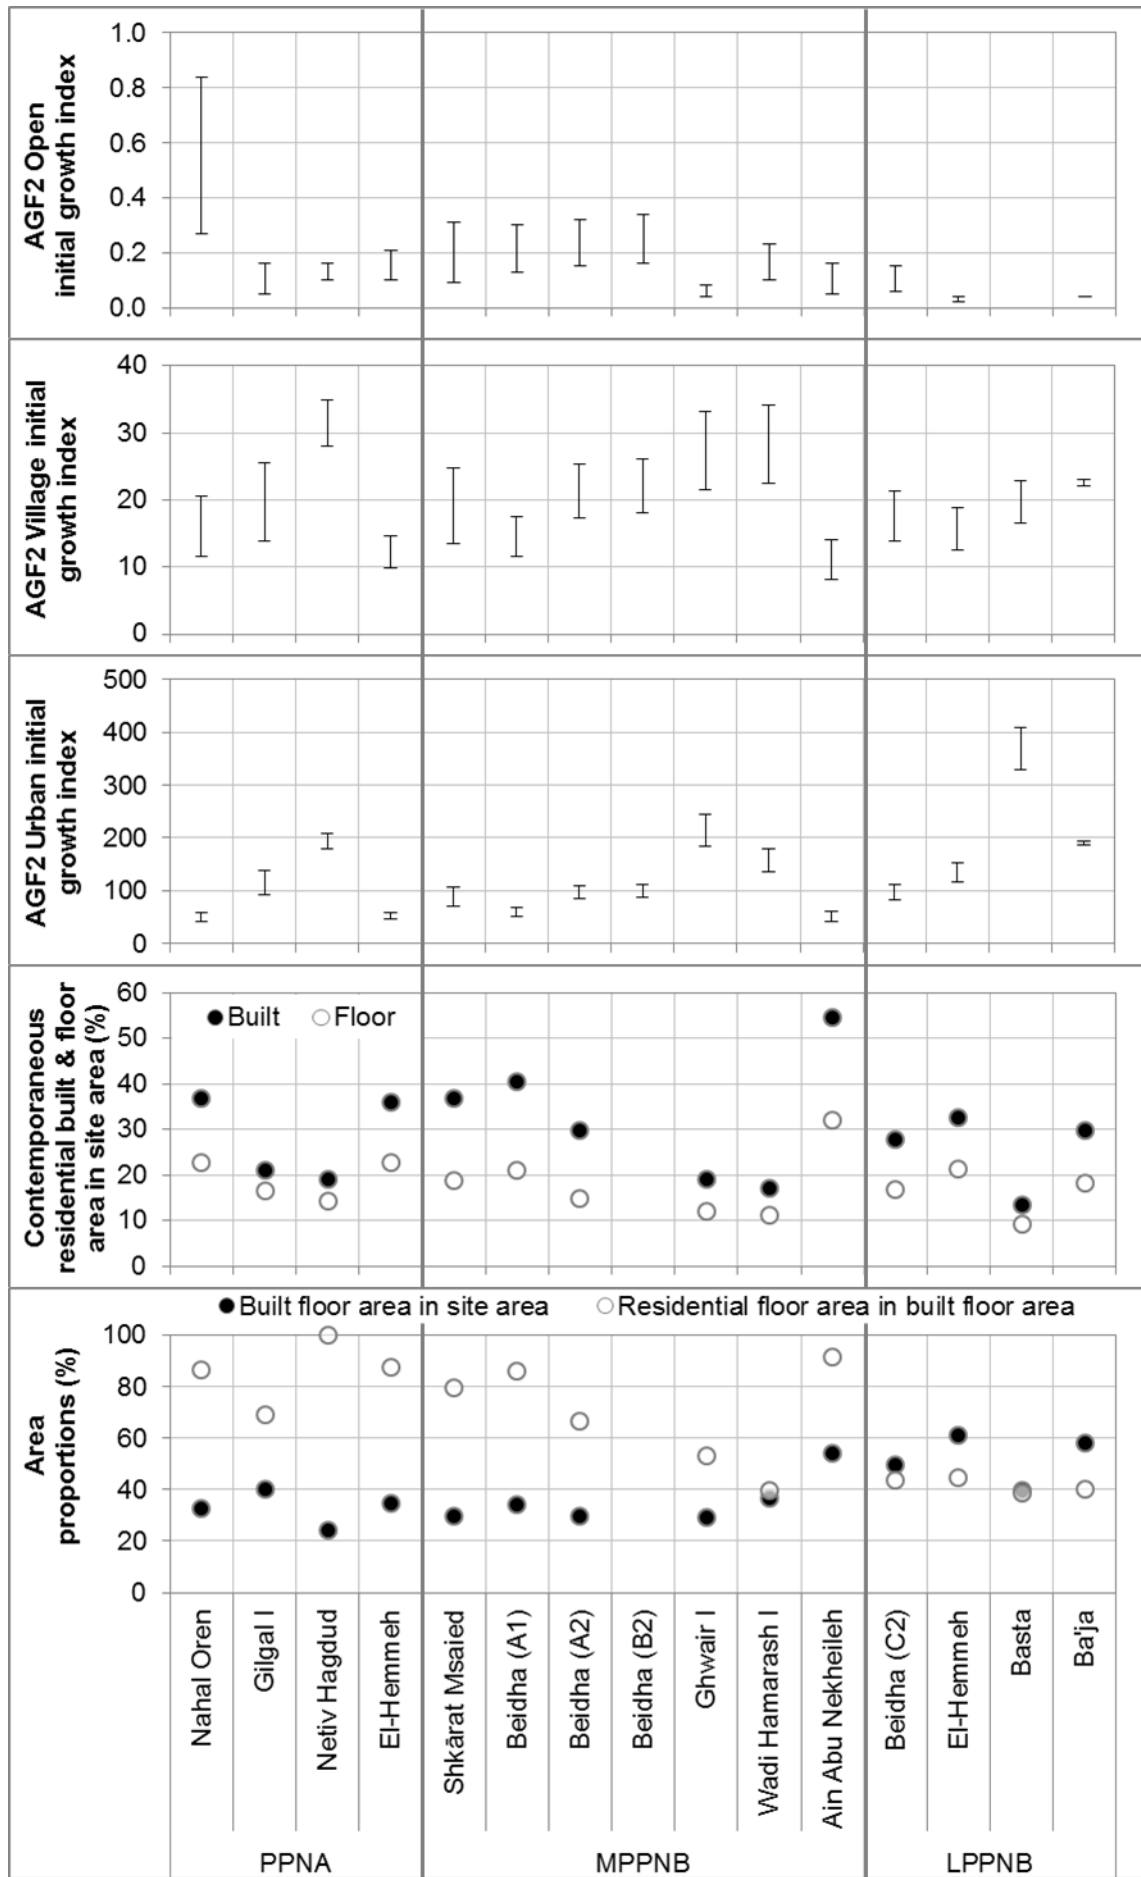 AGF2 Open
initial growth index
1.0
0.8
0.6
0.4
0.2
0.0
AGF2 Village initial
growth index
40
30
20
10
0
AGF2 Urban initial
growth index
500
400
300
200
100
0
Contemporaneous
residential built & floor
area in site area (%)
60
50
40
30
20
10
0
Built Floor
Area
proportions (%)
Built floor area in site area Residential floor area in built floor area
100
80
60
40
20
0
Nahal Oren
Gilgal I
Netiv Hagdud
El-Hemmeh
Shkārat Msaied
Beidha (A1)
Beidha (A2)
Beidha (B2)
Ghwair I
Wadi Hamarash I
Ain Abu Nekheileh
Beidha (C2)
El-Hemmeh
Basta
Ba'ja
PPNA MPPNB LPPNB